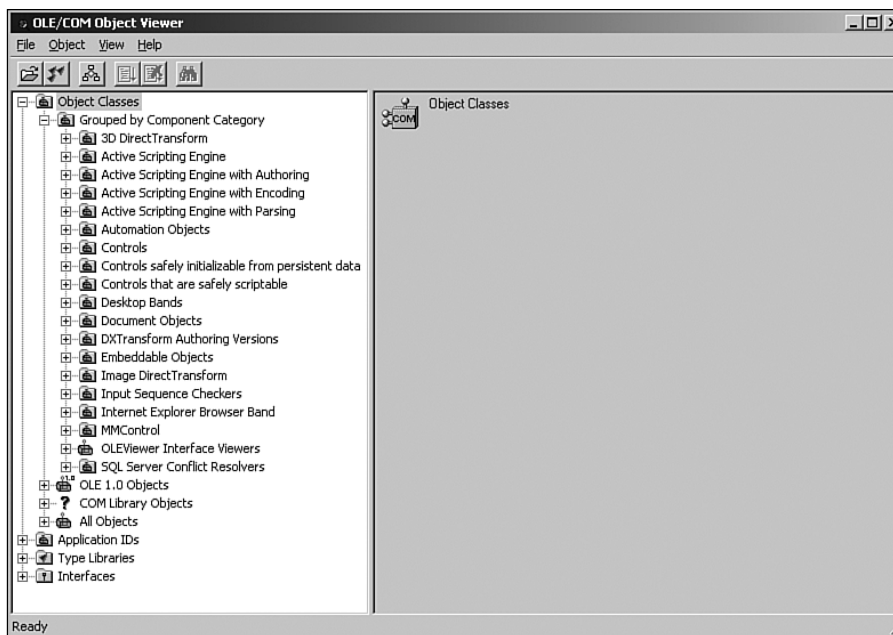 OLE/COM Object Viewer
File Object View Help
Object Classes
Grouped by Component Category
3D DirectTransform
Active Scripting Engine
Active Scripting Engine with Authoring
Active Scripting Engine with Encoding
Active Scripting Engine with Parsing
Automation Objects
Controls
Controls safely initializable from persistent data
Controls that are safely scriptable
Desktop Bands
Document Objects
DXTransform Authoring Versions
Embeddable Objects
Image DirectTransform
Input Sequence Checkers
Internet Explorer Browser Band
MMControl
OLEViewer Interface Viewers
SQL Server Conflict Resolvers
OLE 1.0 Objects
? COM Library Objects
All Objects
Application IDs
Type Libraries
Interfaces
COM
Object Classes
Ready